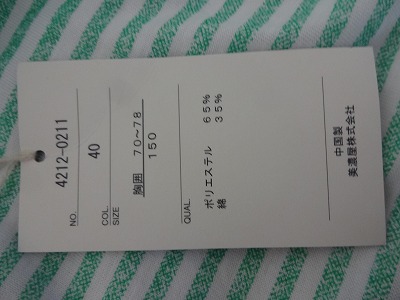 NO. 4212-0211
COL. 40
SIZE
胸囲 70~78
150
QUAL.
ポリエステル 65%
綿 35%
中国製
美濃屋株式会社